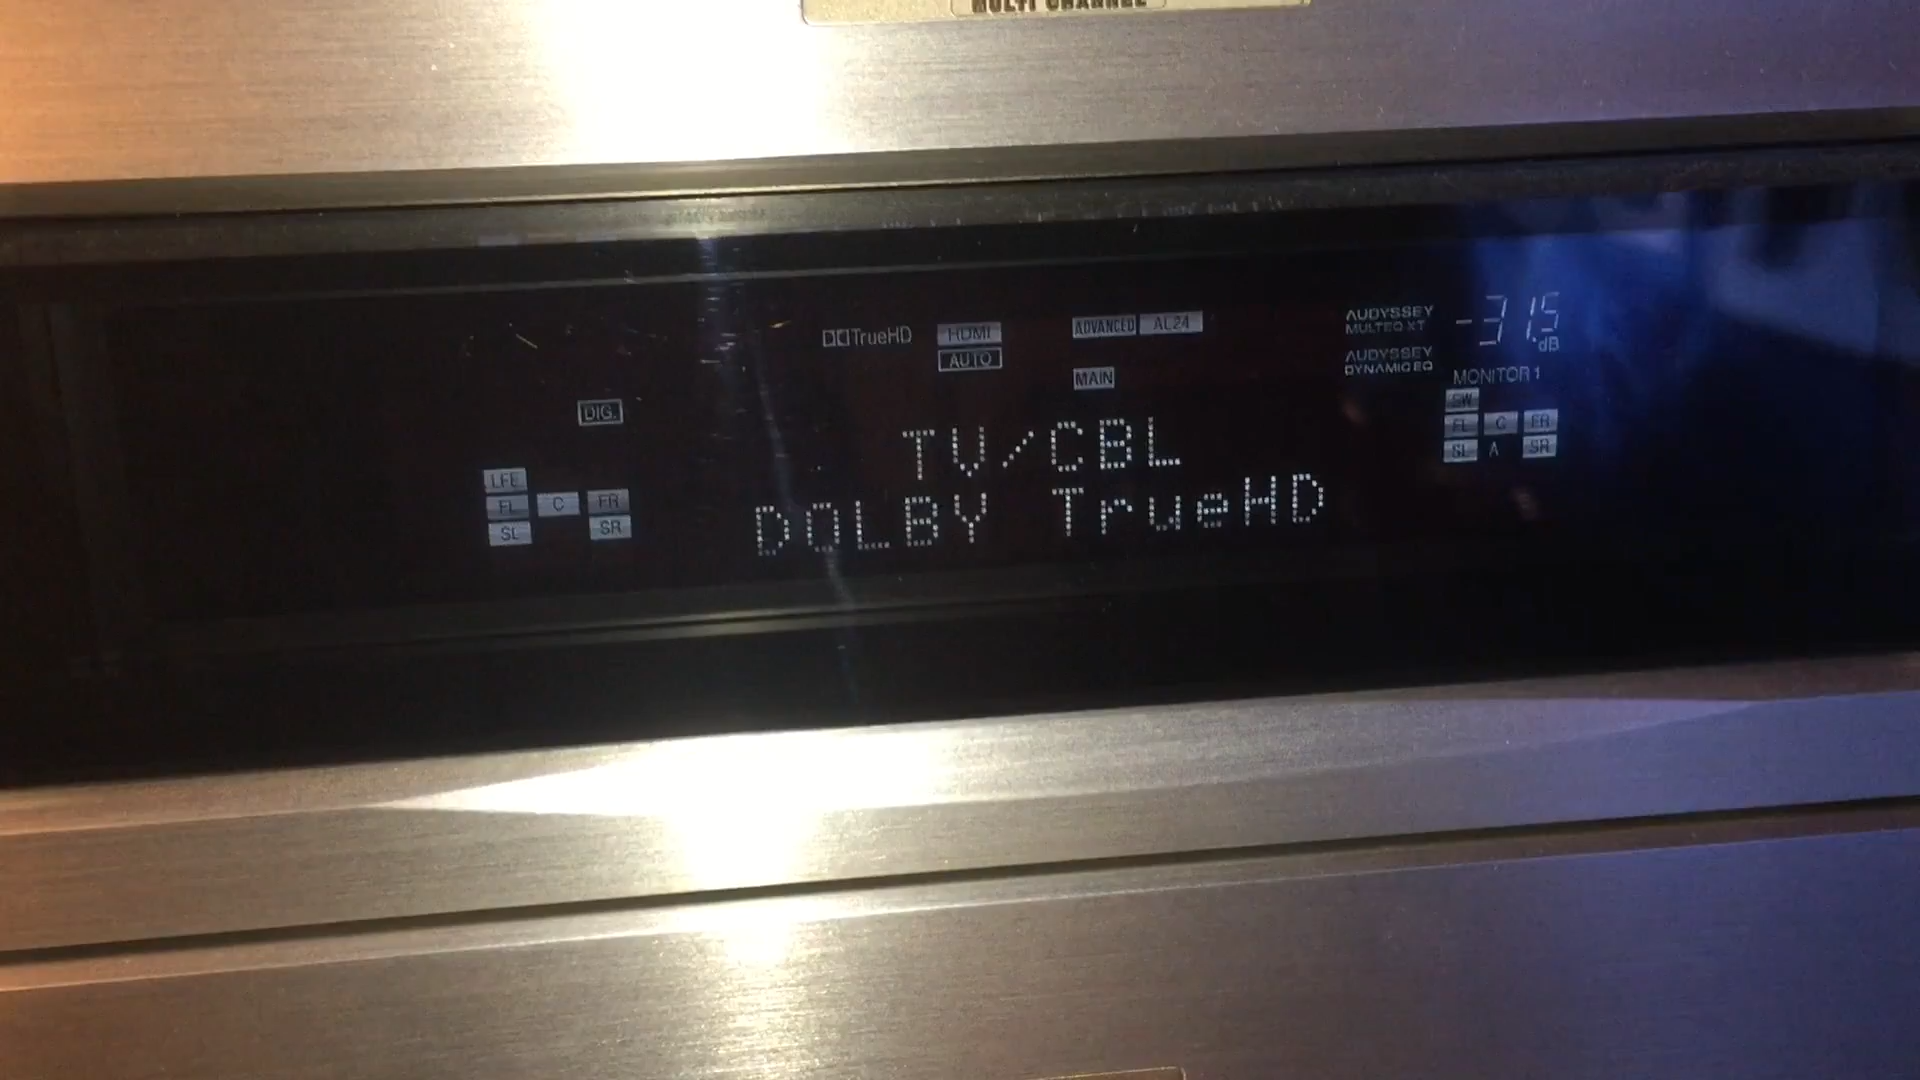 MULTI CHANNEL
TrueHD HDMI ADVANCED AL24 AUDYSSEY MULTEQ XT -31.5 dB
AUTO MAIN AUDYSSEY DYNAMIC EQ MONITOR 1
DIG. SW
TV/CBL FL C FR
LFE SL A SR
FL C FR DOLBY TrueHD
SL SR